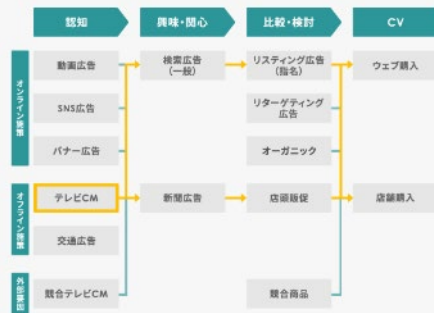 認知
興味・関心
比較・検討
CV
オンライン施策
動画広告
検索広告
(一般)
リスティング広告
(指名)
ウェブ購入
SNS広告
リターゲティング
広告
バナー広告
オーガニック
オフライン施策
テレビCM
新聞広告
店頭販促
店舗購入
交通広告
外部要因
競合テレビCM
競合商品